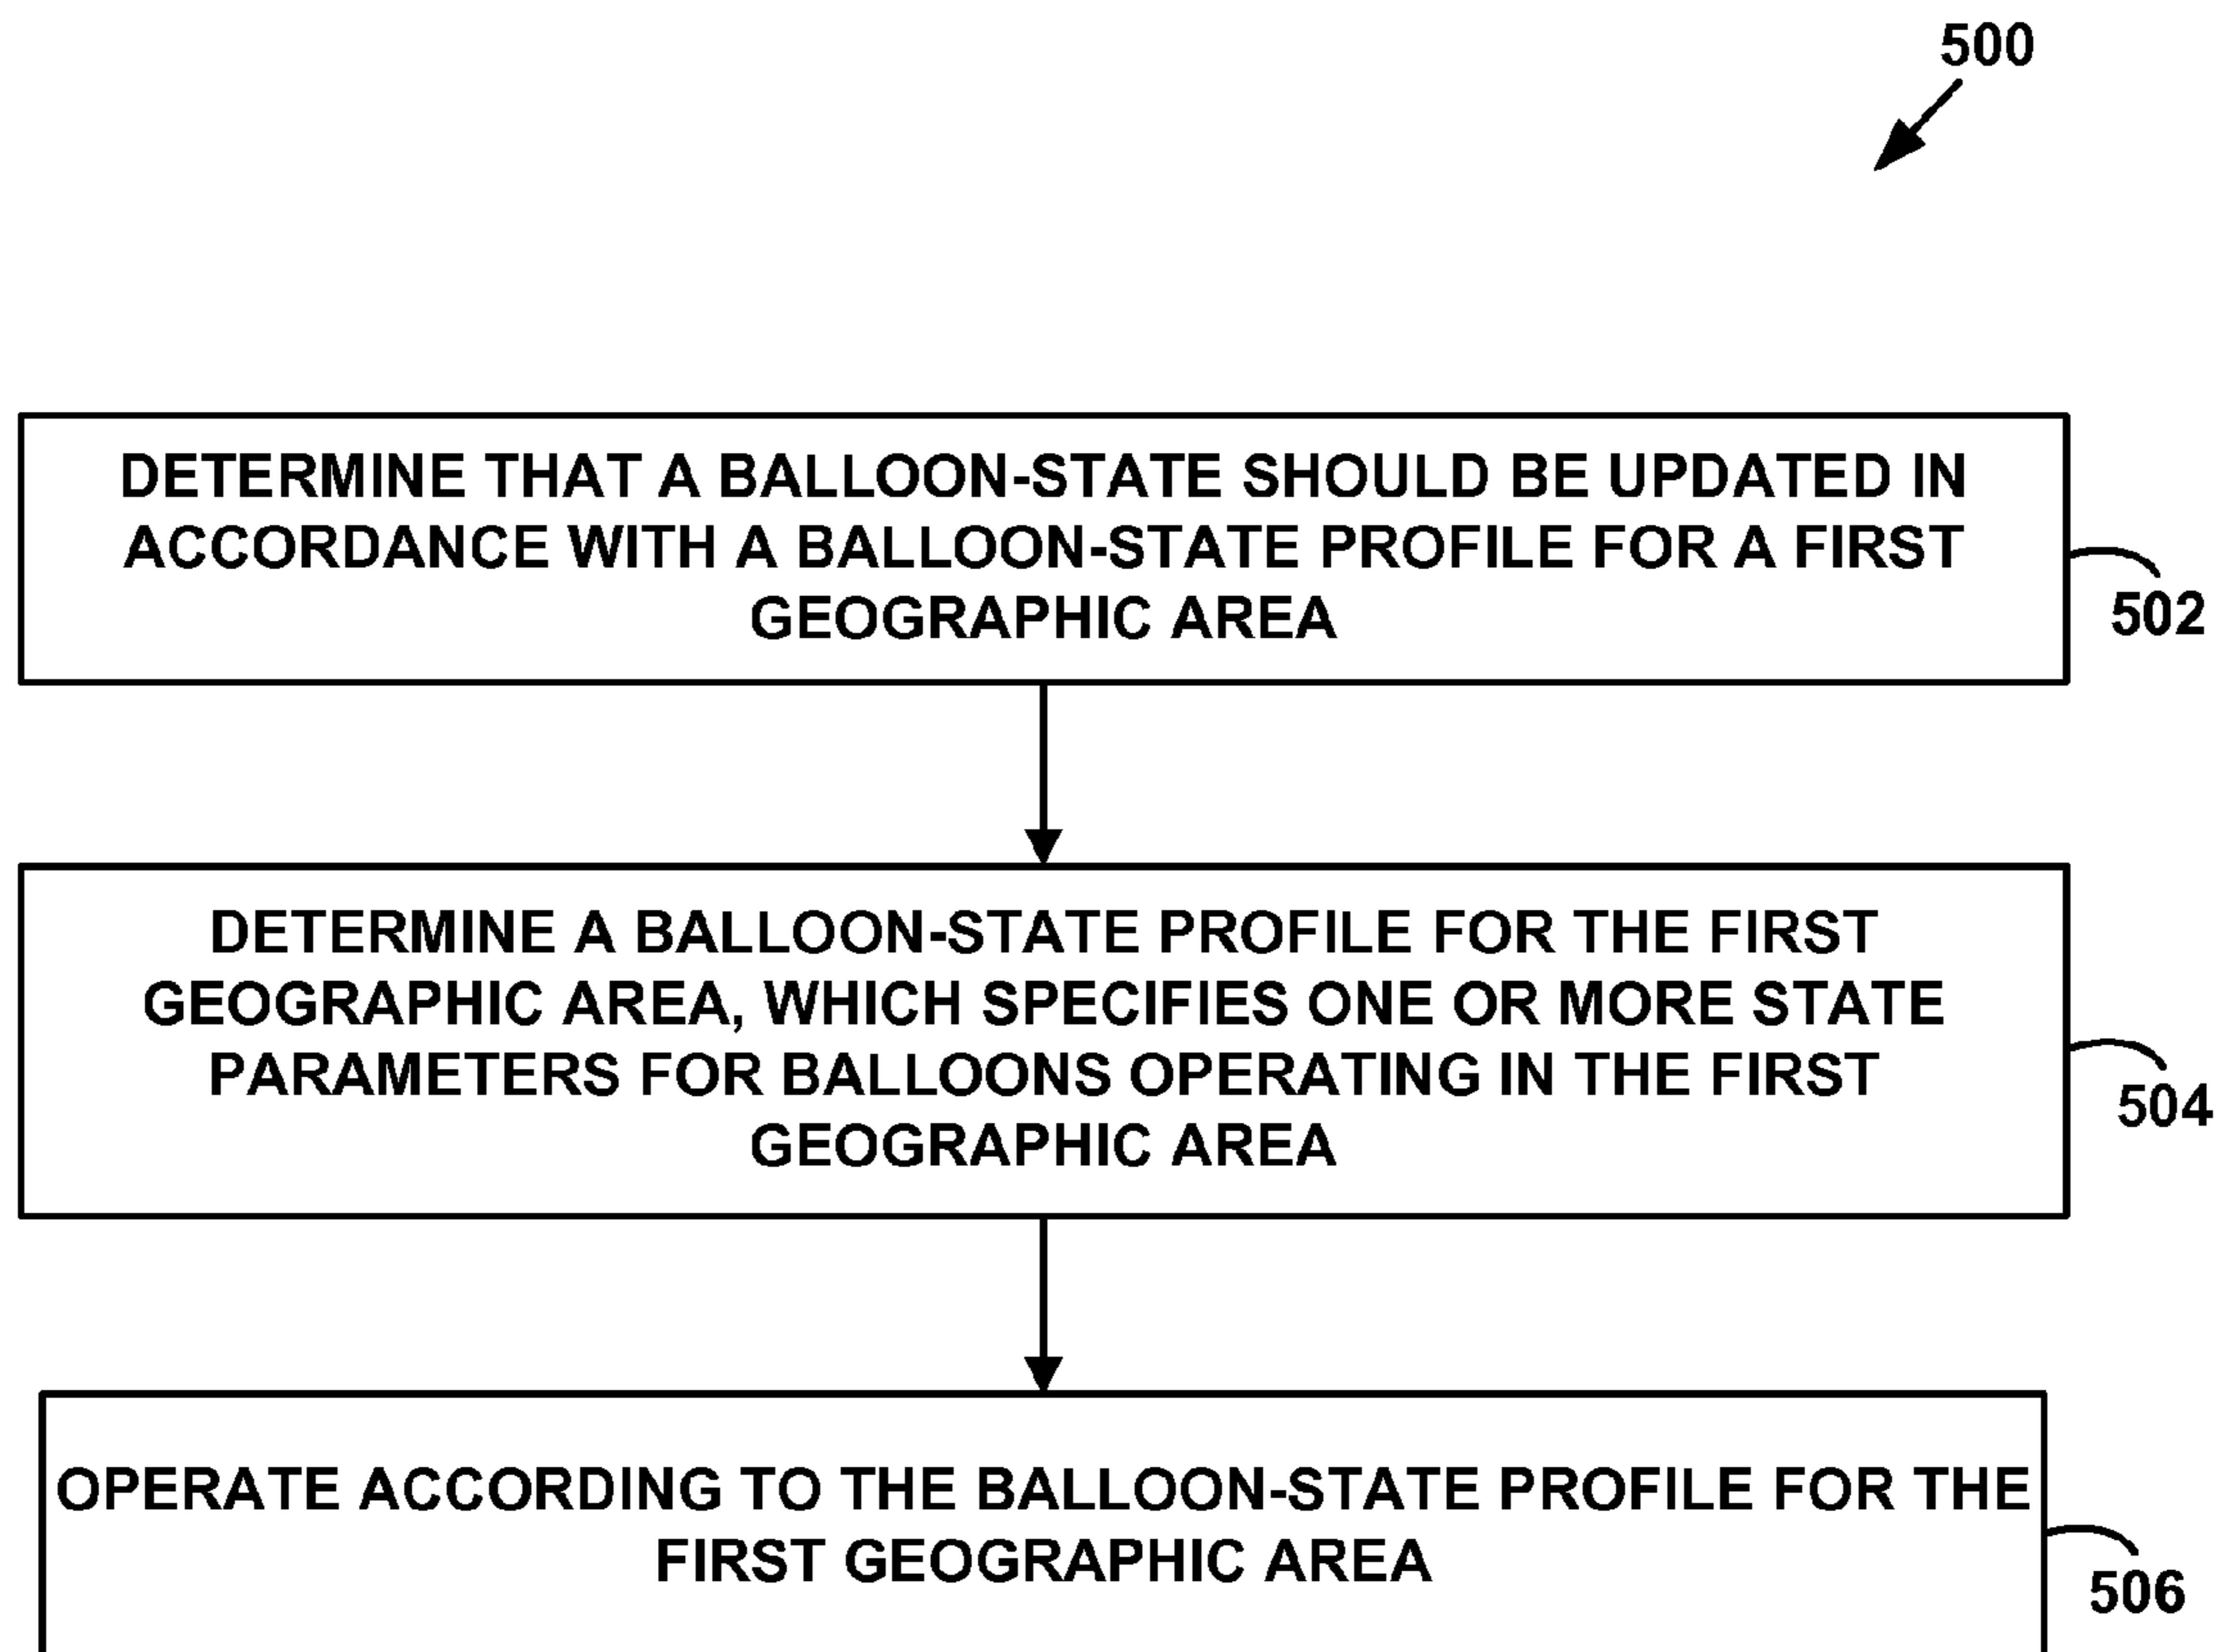 500
DETERMINE THAT A BALLOON-STATE SHOULD BE UPDATED IN
ACCORDANCE WITH A BALLOON-STATE PROFILE FOR A FIRST
GEOGRAPHIC AREA
502
DETERMINE A BALLOON-STATE PROFILE FOR THE FIRST
GEOGRAPHIC AREA, WHICH SPECIFIES ONE OR MORE STATE
PARAMETERS FOR BALLOONS OPERATING IN THE FIRST
GEOGRAPHIC AREA
504
OPERATE ACCORDING TO THE BALLOON-STATE PROFILE FOR THE
FIRST GEOGRAPHIC AREA
506